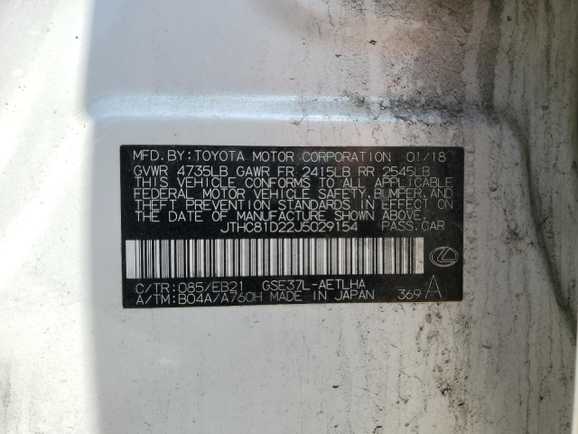 MFD. BY: TOYOTA MOTOR CORPORATION 01/18
GVWR 4735LB GAWR FR 2415LB RR 2545LB
THIS VEHICLE CONFORMS TO ALL APPLICABLE
FEDERAL MOTOR VEHICLE SAFETY, BUMPER, AND
THEFT PREVENTION STANDARDS IN EFFECT ON
THE DATE OF MANUFACTURE SHOWN ABOVE.
JTHC81D22J5029154 PASS.CAR
C/TR: 085/EB21 GSE37L-AETLHA
A/TM: B04A/A760H MADE IN JAPAN 369 A